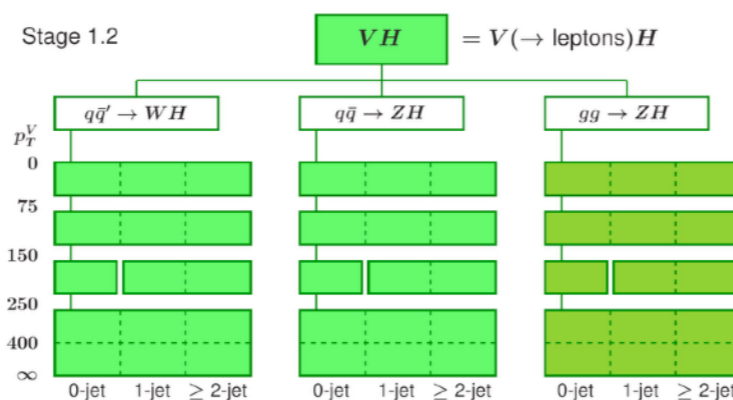 Stage 1.2
VH = V(→ leptons)H
qq̄′ → WH
qq̄ → ZH
gg → ZH
p_T^V
0
75
150
250
400
∞
0-jet 1-jet ≥ 2-jet
0-jet 1-jet ≥ 2-jet
0-jet 1-jet ≥ 2-jet